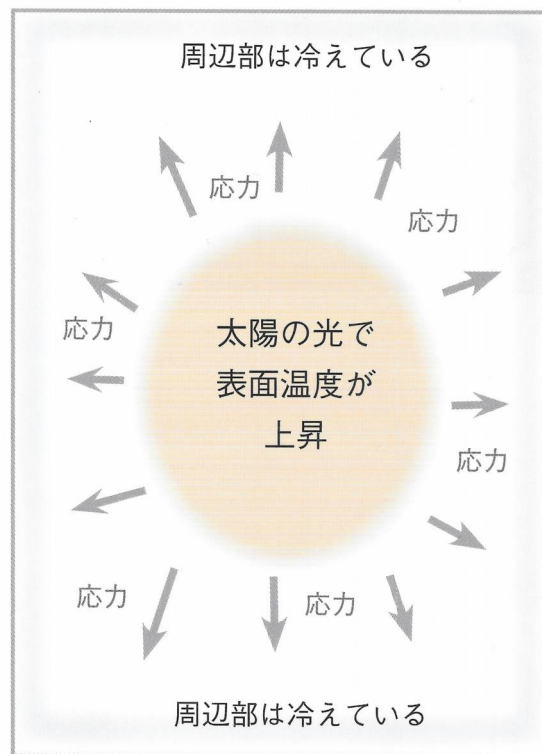 周辺部は冷えている
応力
応力
太陽の光で
表面温度が
上昇
応力
応力
応力
応力
周辺部は冷えている